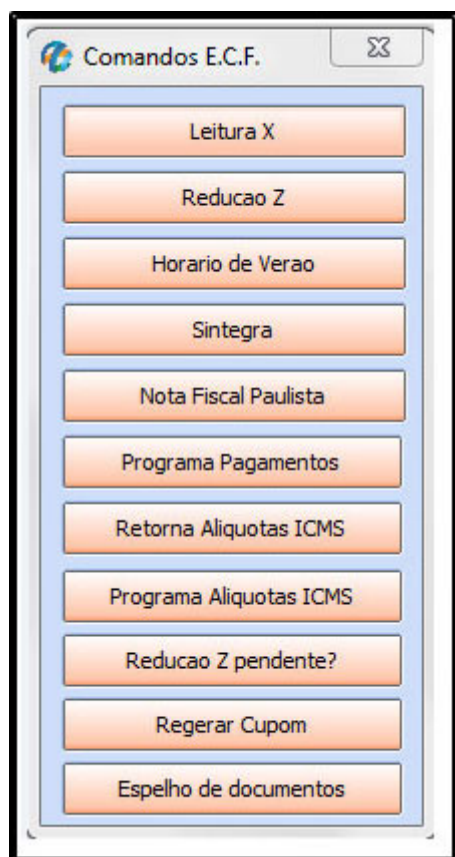 Comandos E.C.F.
Leitura X
Reducao Z
Horario de Verao
Sintegra
Nota Fiscal Paulista
Programa Pagamentos
Retorna Aliquotas ICMS
Programa Aliquotas ICMS
Reducao Z pendente?
Regerar Cupom
Espelho de documentos